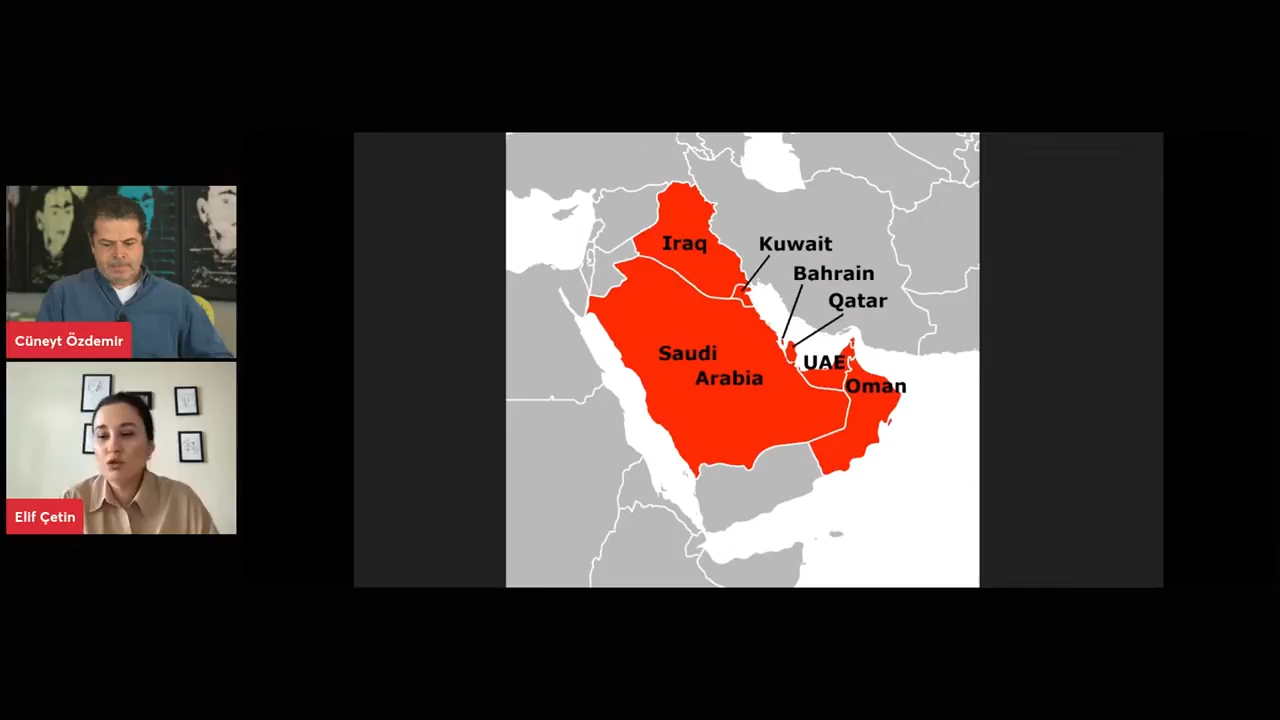 Cüneyt Özdemir
Elif Çetin
Iraq
Kuwait
Bahrain
Qatar
Saudi
Arabia
UAE
Oman